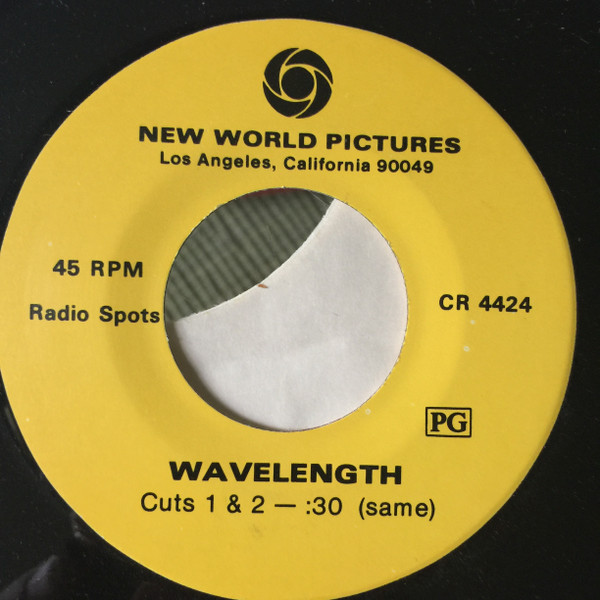 NEW WORLD PICTURES
Los Angeles, California 90049
45 RPM
Radio Spots
CR 4424
PG
WAVELENGTH
Cuts 1 & 2 — :30 (same)